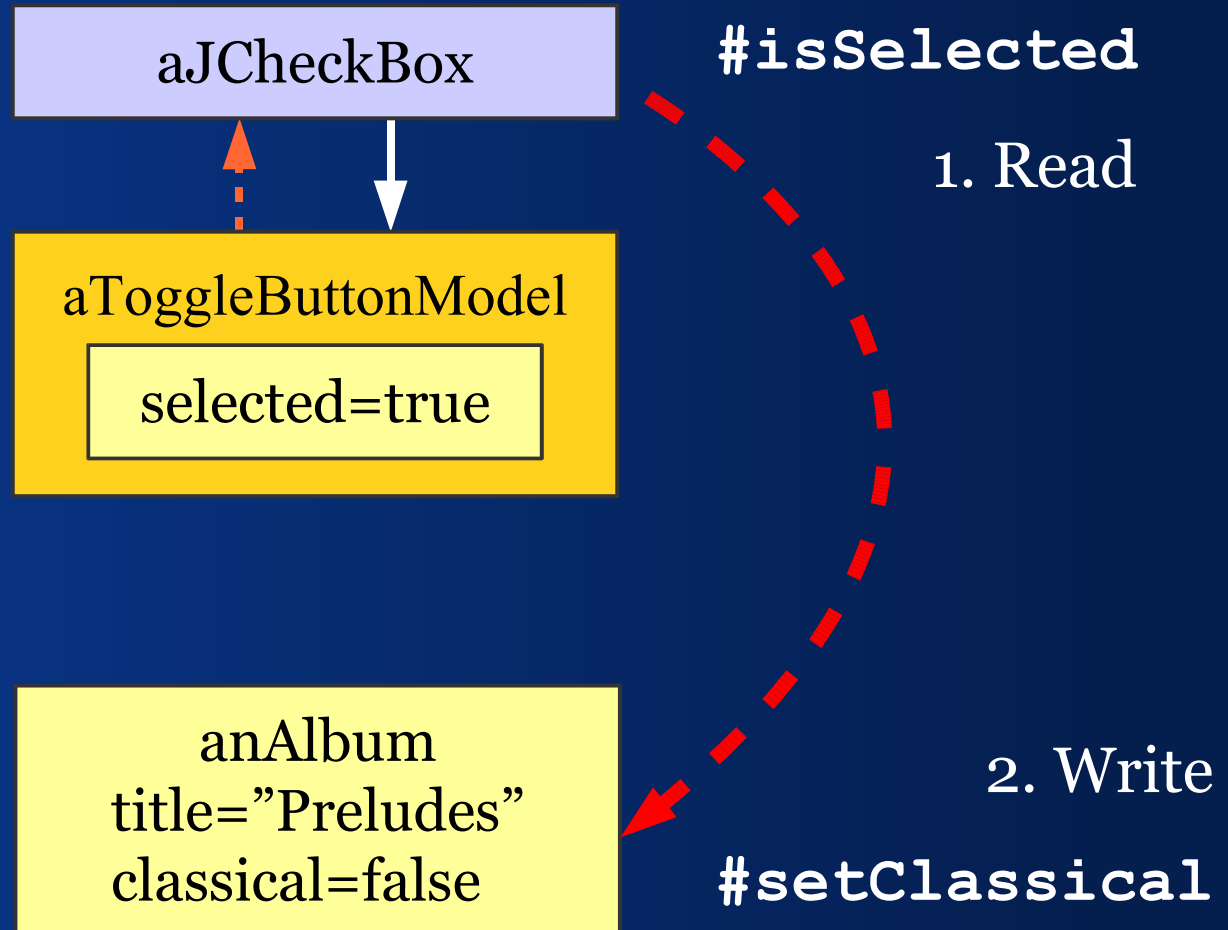 aJCheckBox
#isSelected
1. Read
aToggleButtonModel
selected=true
anAlbum
title=”Preludes”
classical=false
2. Write
#setClassical